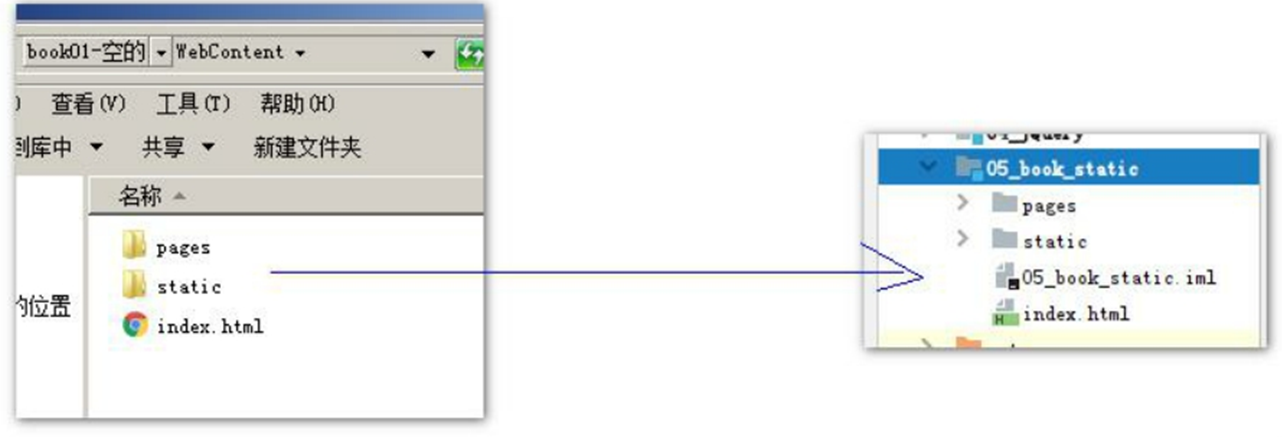 book01-空的 WebContent
查看(V) 工具(T) 帮助(H)
到库中 共享 新建文件夹
名称
pages
static
的位置
index.html
05_book_static
pages
static
05_book_static.iml
index.html